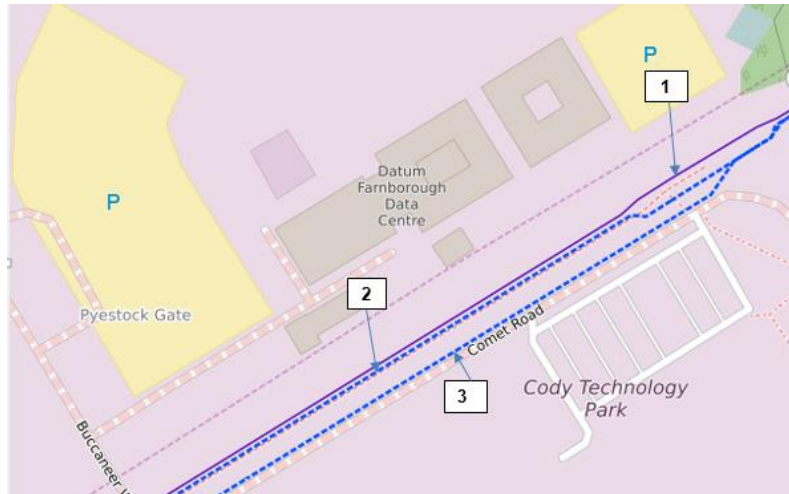 P
1
Datum
Farnborough
Data
Centre
P
2
Pyestock Gate
Comet Road
3
Cody Technology
Park
Buccaneer